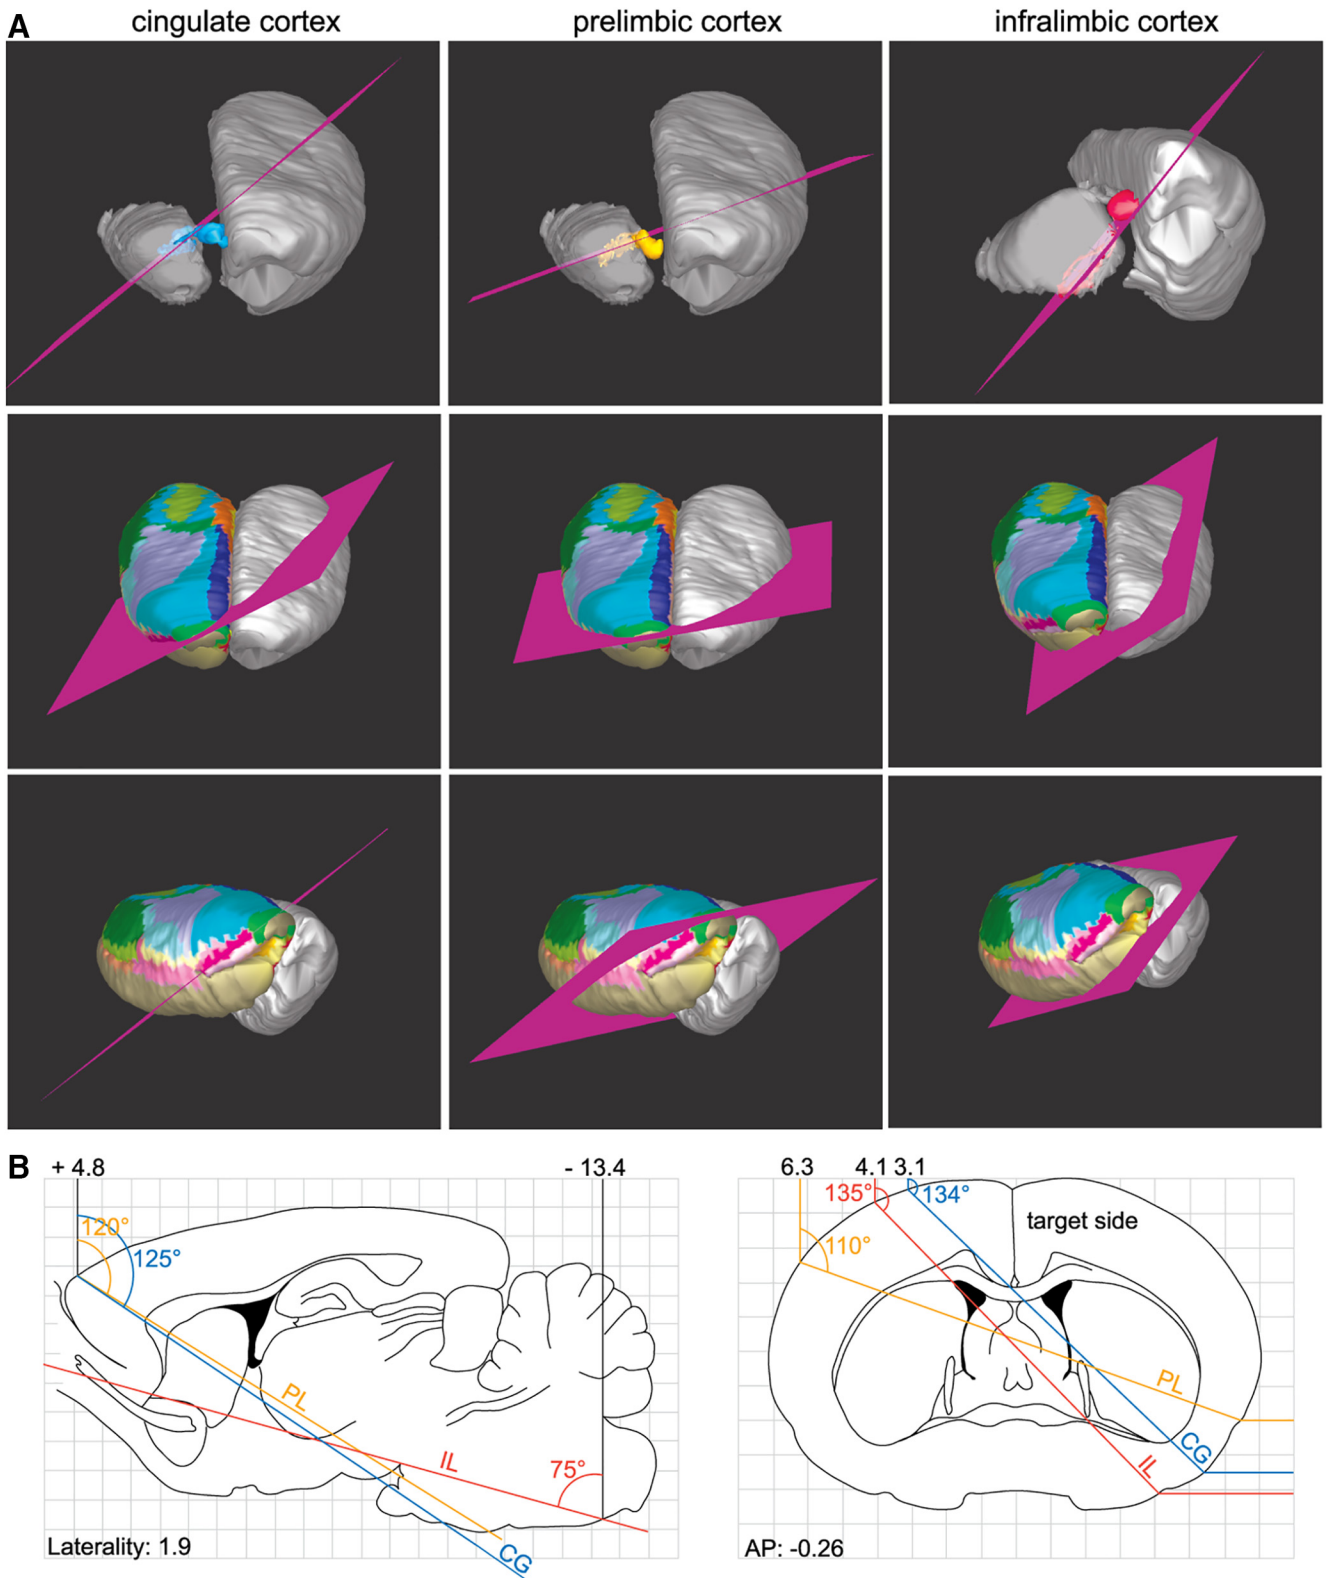 A
cingulate cortex
prelimbic cortex
infralimbic cortex
B
+ 4.8
- 13.4
120°
125°
PL
IL
75°
CG
Laterality: 1.9
6.3
4.1
3.1
135°
134°
110°
target side
PL
CG
IL
AP: -0.26